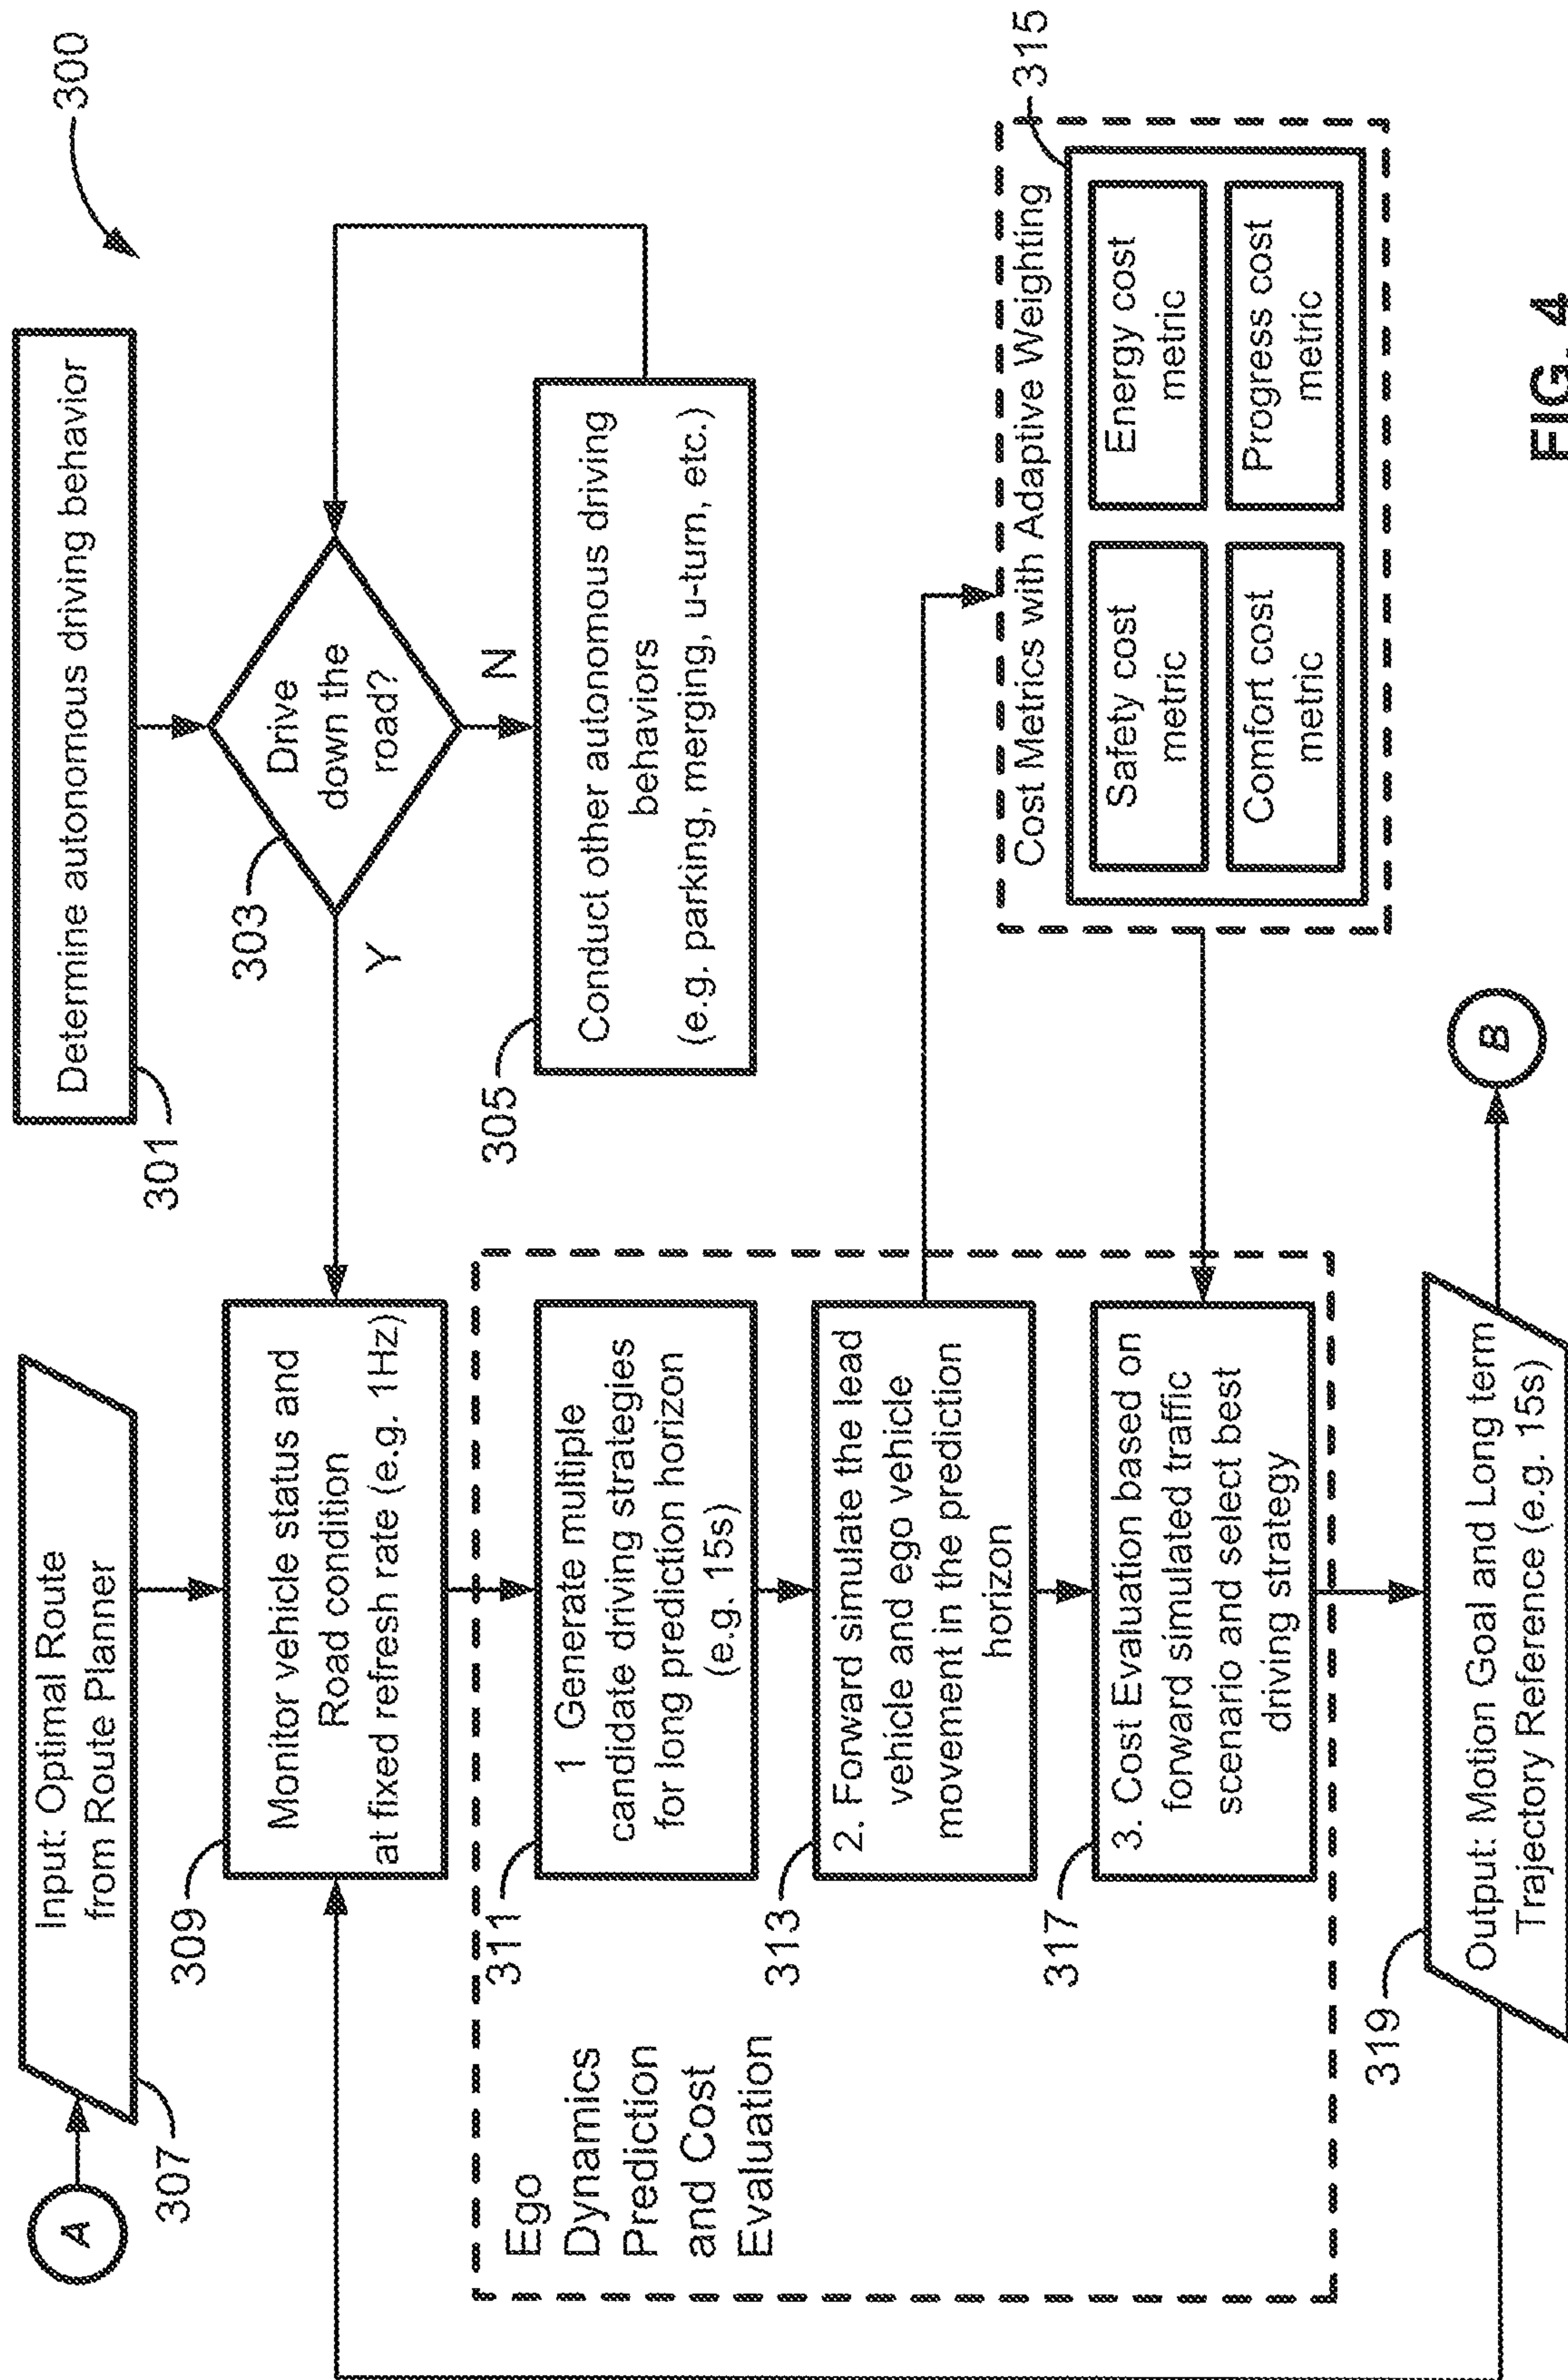 300
Determine autonomous driving behavior
301
303
Drive
down the
road?
Y
N
305
Conduct other autonomous driving
behaviors
(e.g. parking, merging, u-turn, etc.)
A
Input: Optimal Route
from Route Planner
307
309
Monitor vehicle status and
Road condition
at fixed refresh rate (e.g. 1Hz)
Ego
Dynamics
Prediction
and Cost
Evaluation
311
1 Generate multiple
candidate driving strategies
for long prediction horizon
(e.g. 15s)
313
2. Forward simulate the lead
vehicle and ego vehicle
movement in the prediction
horizon
317
3. Cost Evaluation based on
forward simulated traffic
scenario and select best
driving strategy
315
Cost Metrics with Adaptive Weighting
Safety cost
metric
Energy cost
metric
Comfort cost
metric
Progress cost
metric
319
Output: Motion Goal and Long term
Trajectory Reference (e.g. 15s)
B
FIG. 4